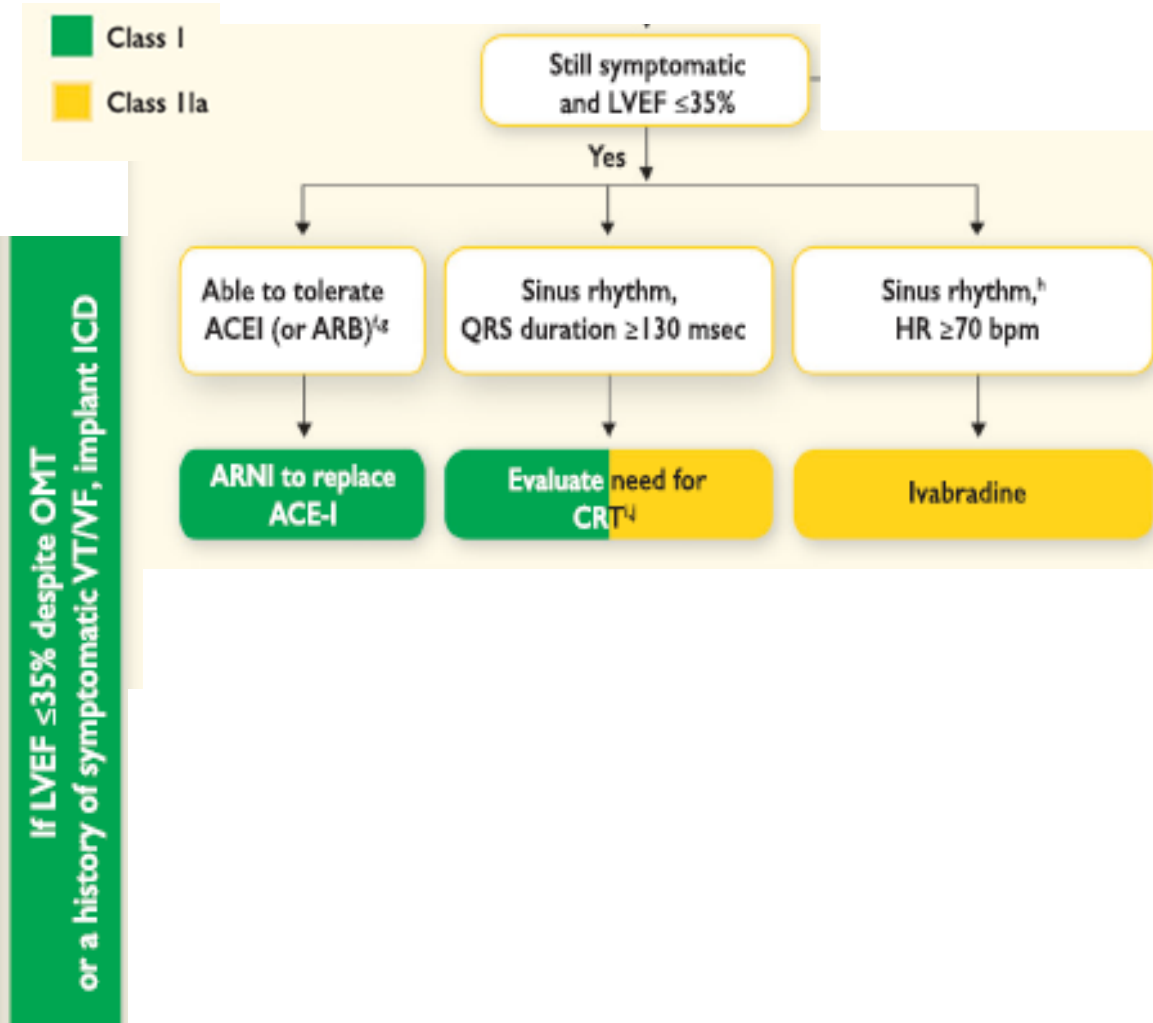 Class I
Class IIa
Still symptomatic
and LVEF ≤35%
Yes
Able to tolerate
ACEI (or ARB)f,g
Sinus rhythm,
QRS duration ≥130 msec
Sinus rhythm,h
HR ≥70 bpm
ARNI to replace
ACE-I
Evaluate need for
CRTi,j
Ivabradine
If LVEF ≤35% despite OMT
or a history of symptomatic VT/VF, implant ICD